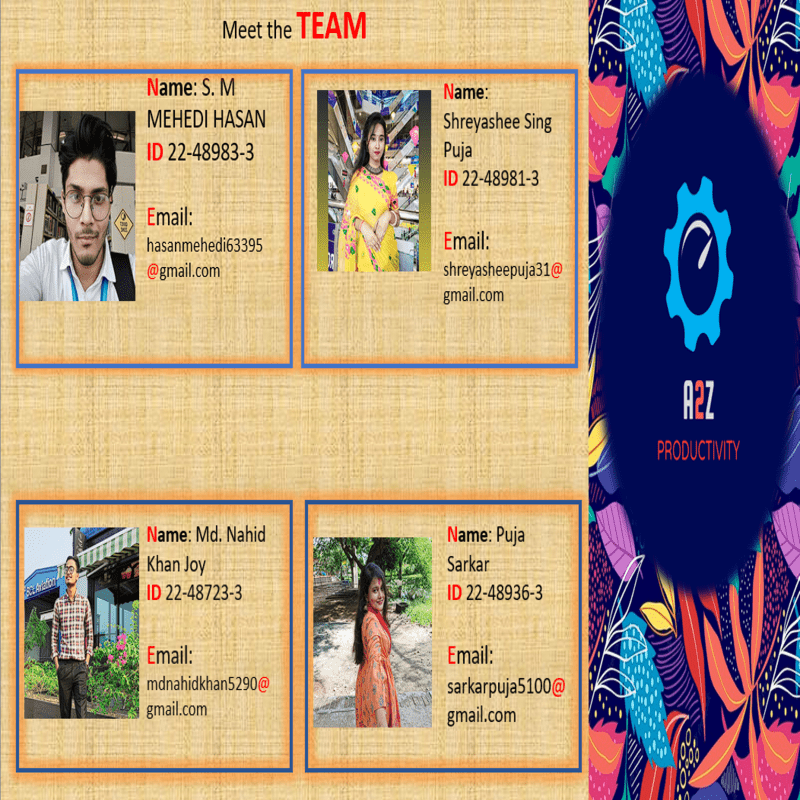 Meet the TEAM
Name: S. M
MEHEDI HASAN
ID 22-48983-3
Email:
hasanmehedi63395
@gmail.com
Name:
Shreyashee Sing
Puja
ID 22-48981-3
Email:
shreyasheepuja31@
gmail.com
Name: Md. Nahid
Khan Joy
ID 22-48723-3
Email:
mdnahidkhan5290@
gmail.com
Name: Puja
Sarkar
ID 22-48936-3
Email:
sarkarpuja5100@
gmail.com
A2Z
PRODUCTIVITY